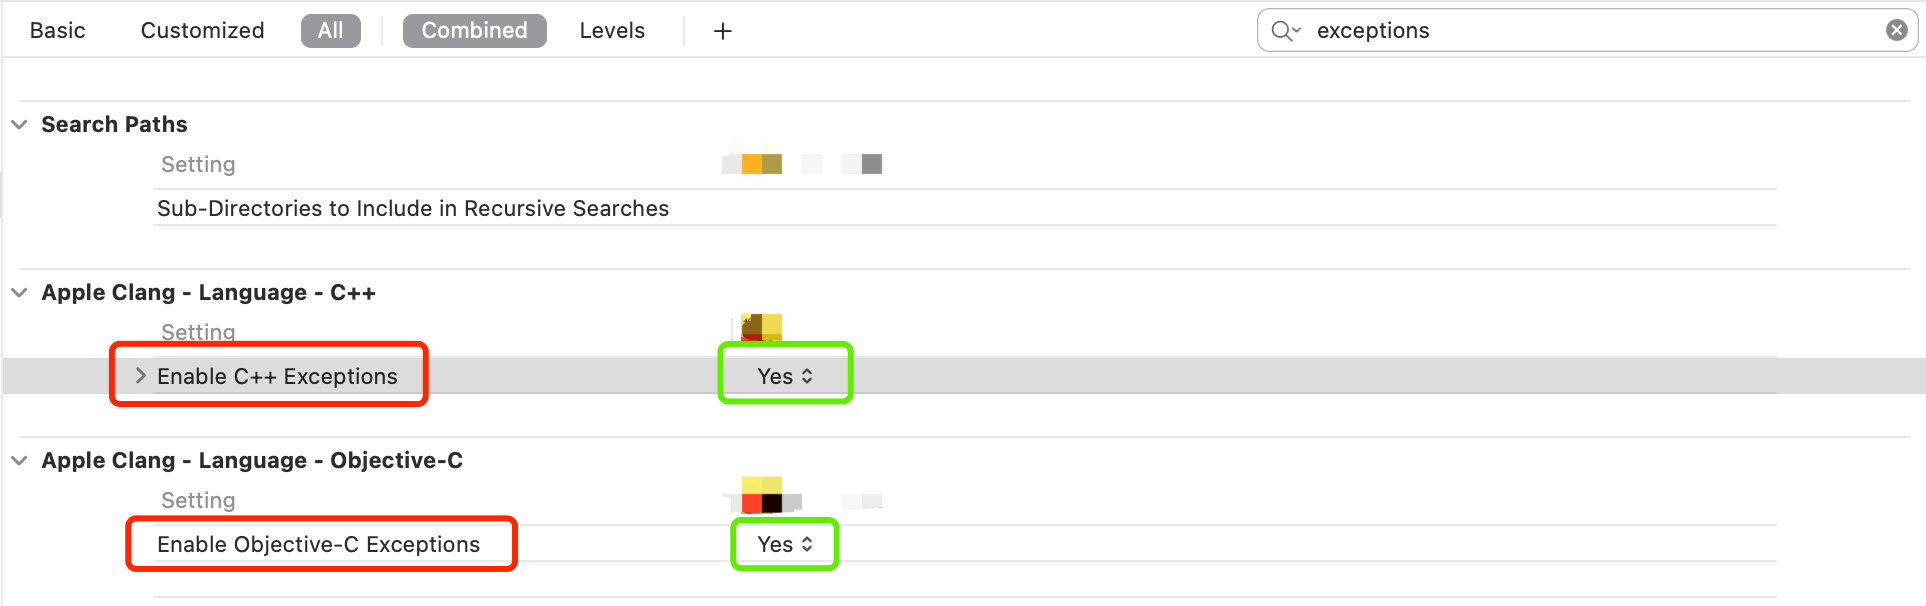 Basic Customized All Combined Levels + exceptions
Search Paths
Setting
Sub-Directories to Include in Recursive Searches
Apple Clang - Language - C++
Setting
Enable C++ Exceptions Yes
Apple Clang - Language - Objective-C
Setting
Enable Objective-C Exceptions Yes